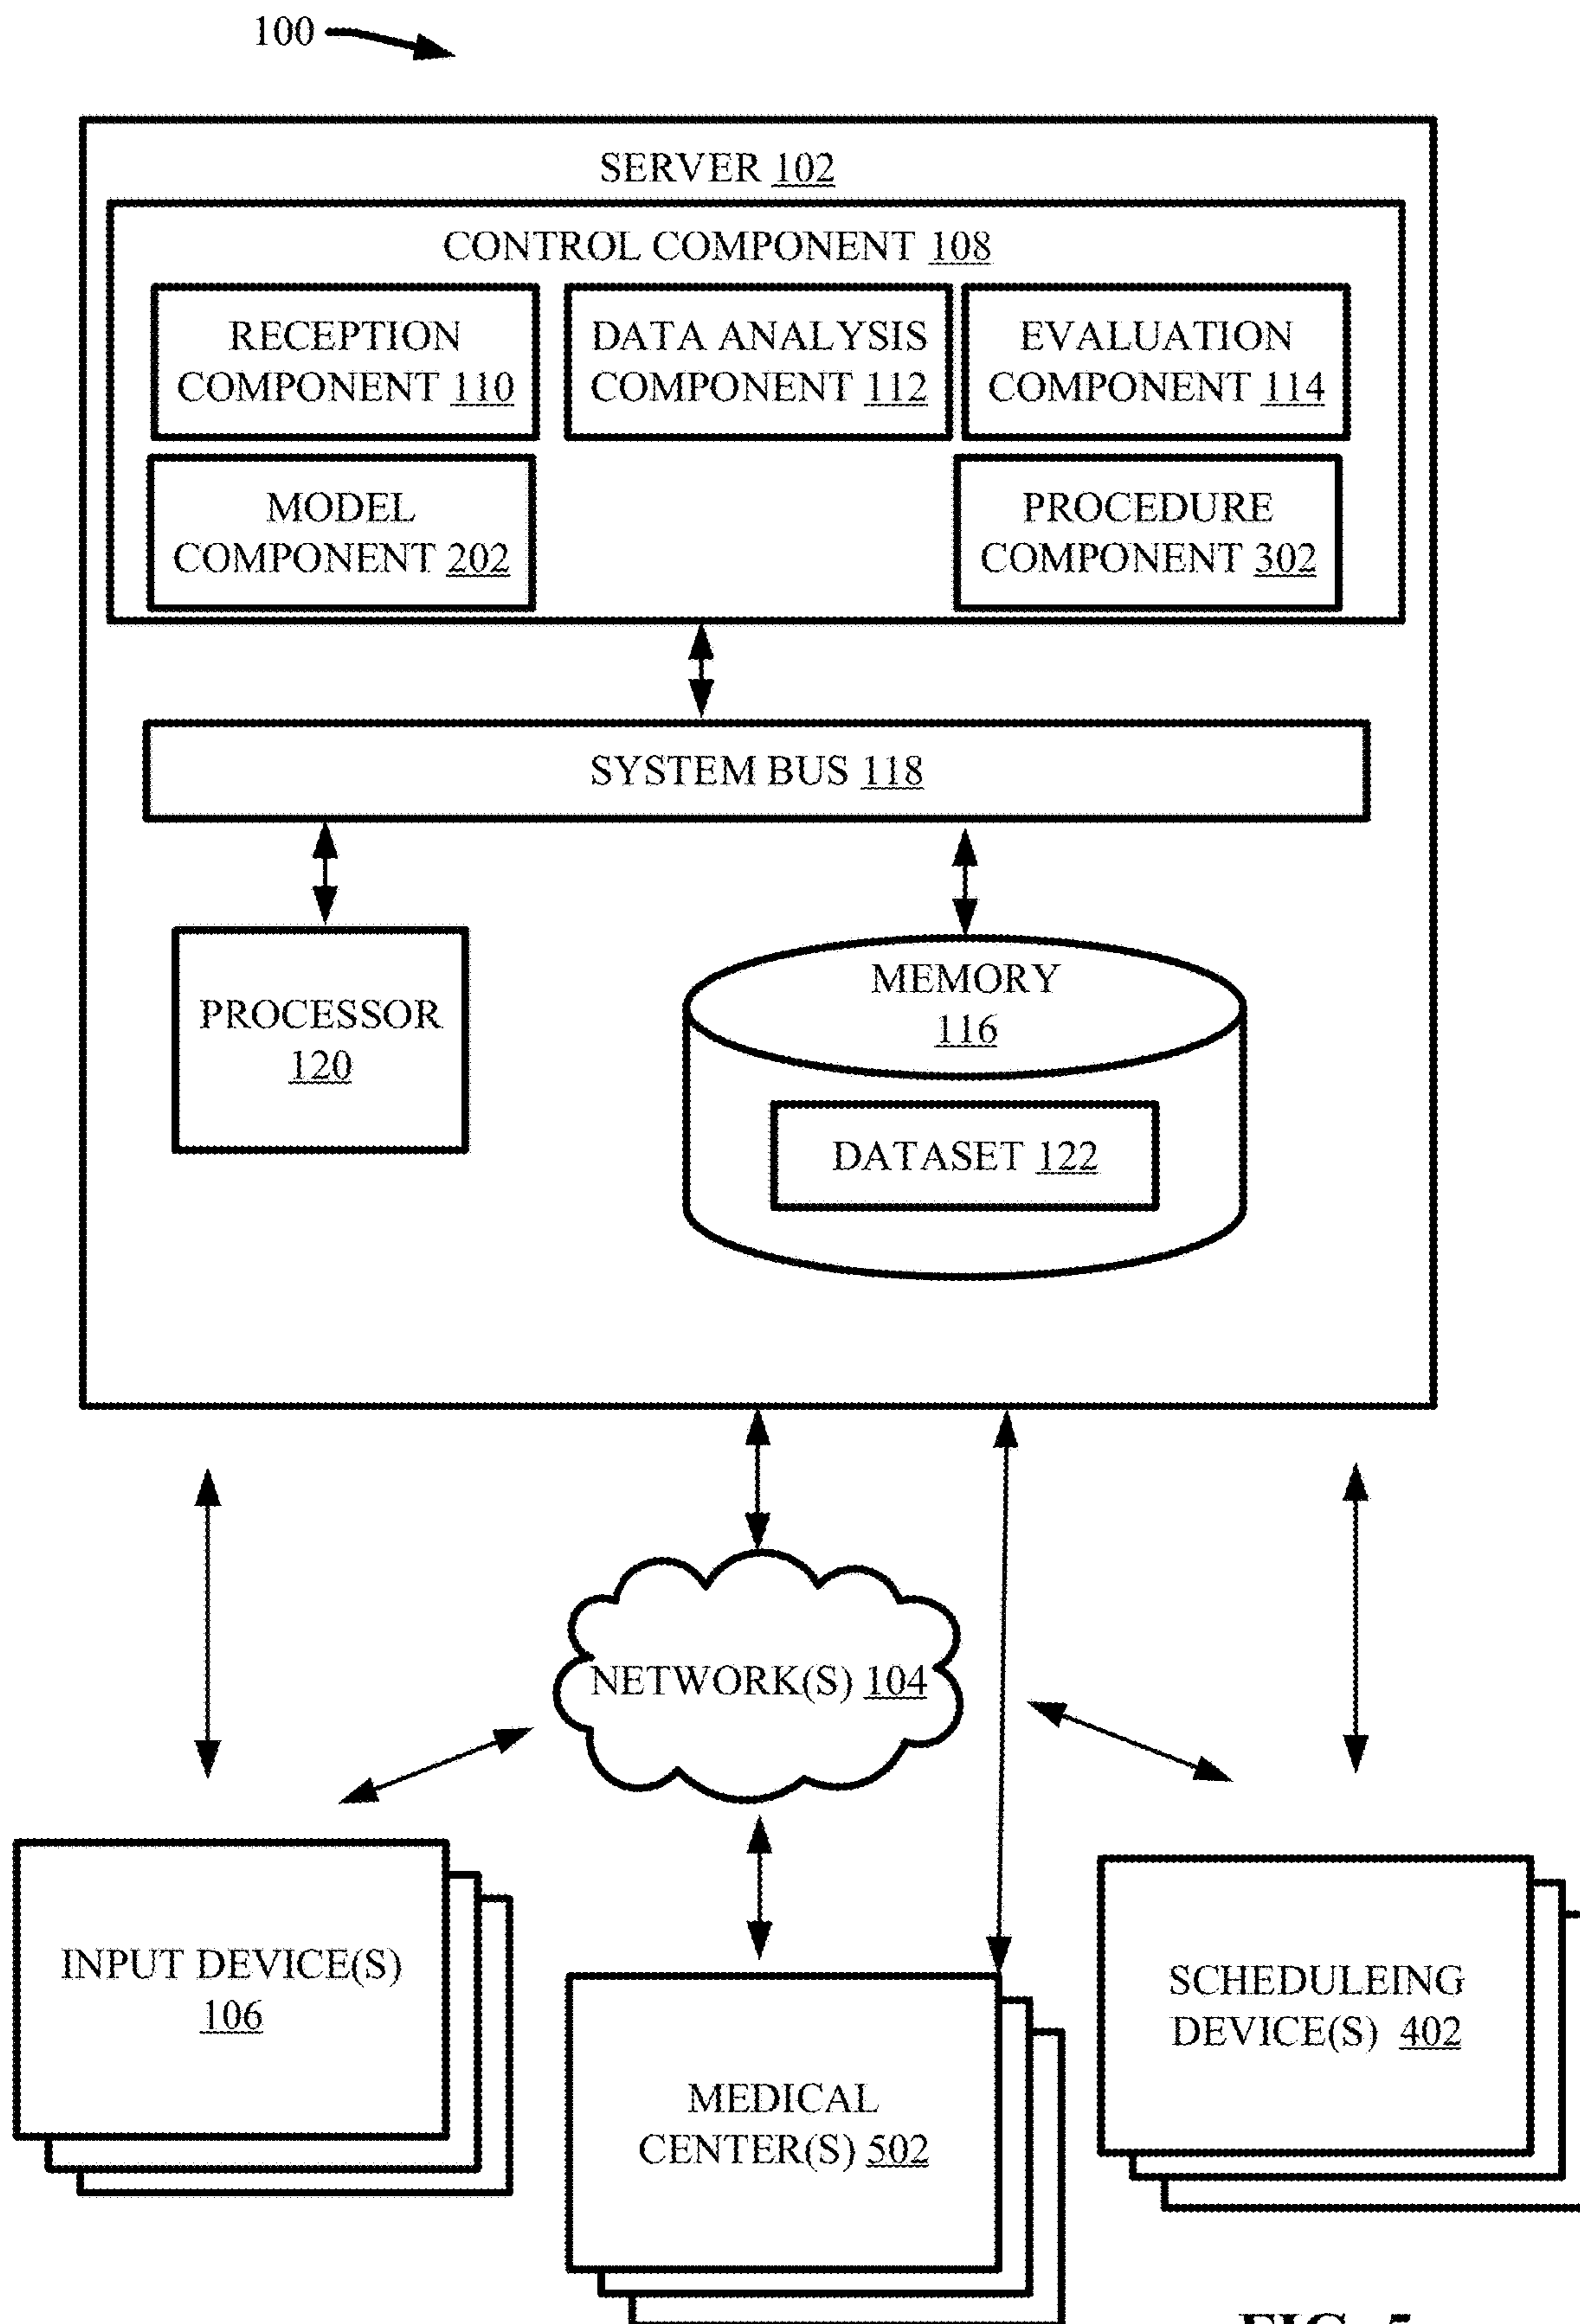 100
SERVER 102
CONTROL COMPONENT 108
RECEPTION
COMPONENT 110
DATA ANALYSIS
COMPONENT 112
EVALUATION
COMPONENT 114
MODEL
COMPONENT 202
PROCEDURE
COMPONENT 302
SYSTEM BUS 118
PROCESSOR
120
MEMORY
116
DATASET 122
NETWORK(S) 104
INPUT DEVICE(S)
106
MEDICAL
CENTER(S) 502
SCHEDULEING
DEVICE(S) 402
FIG. 5